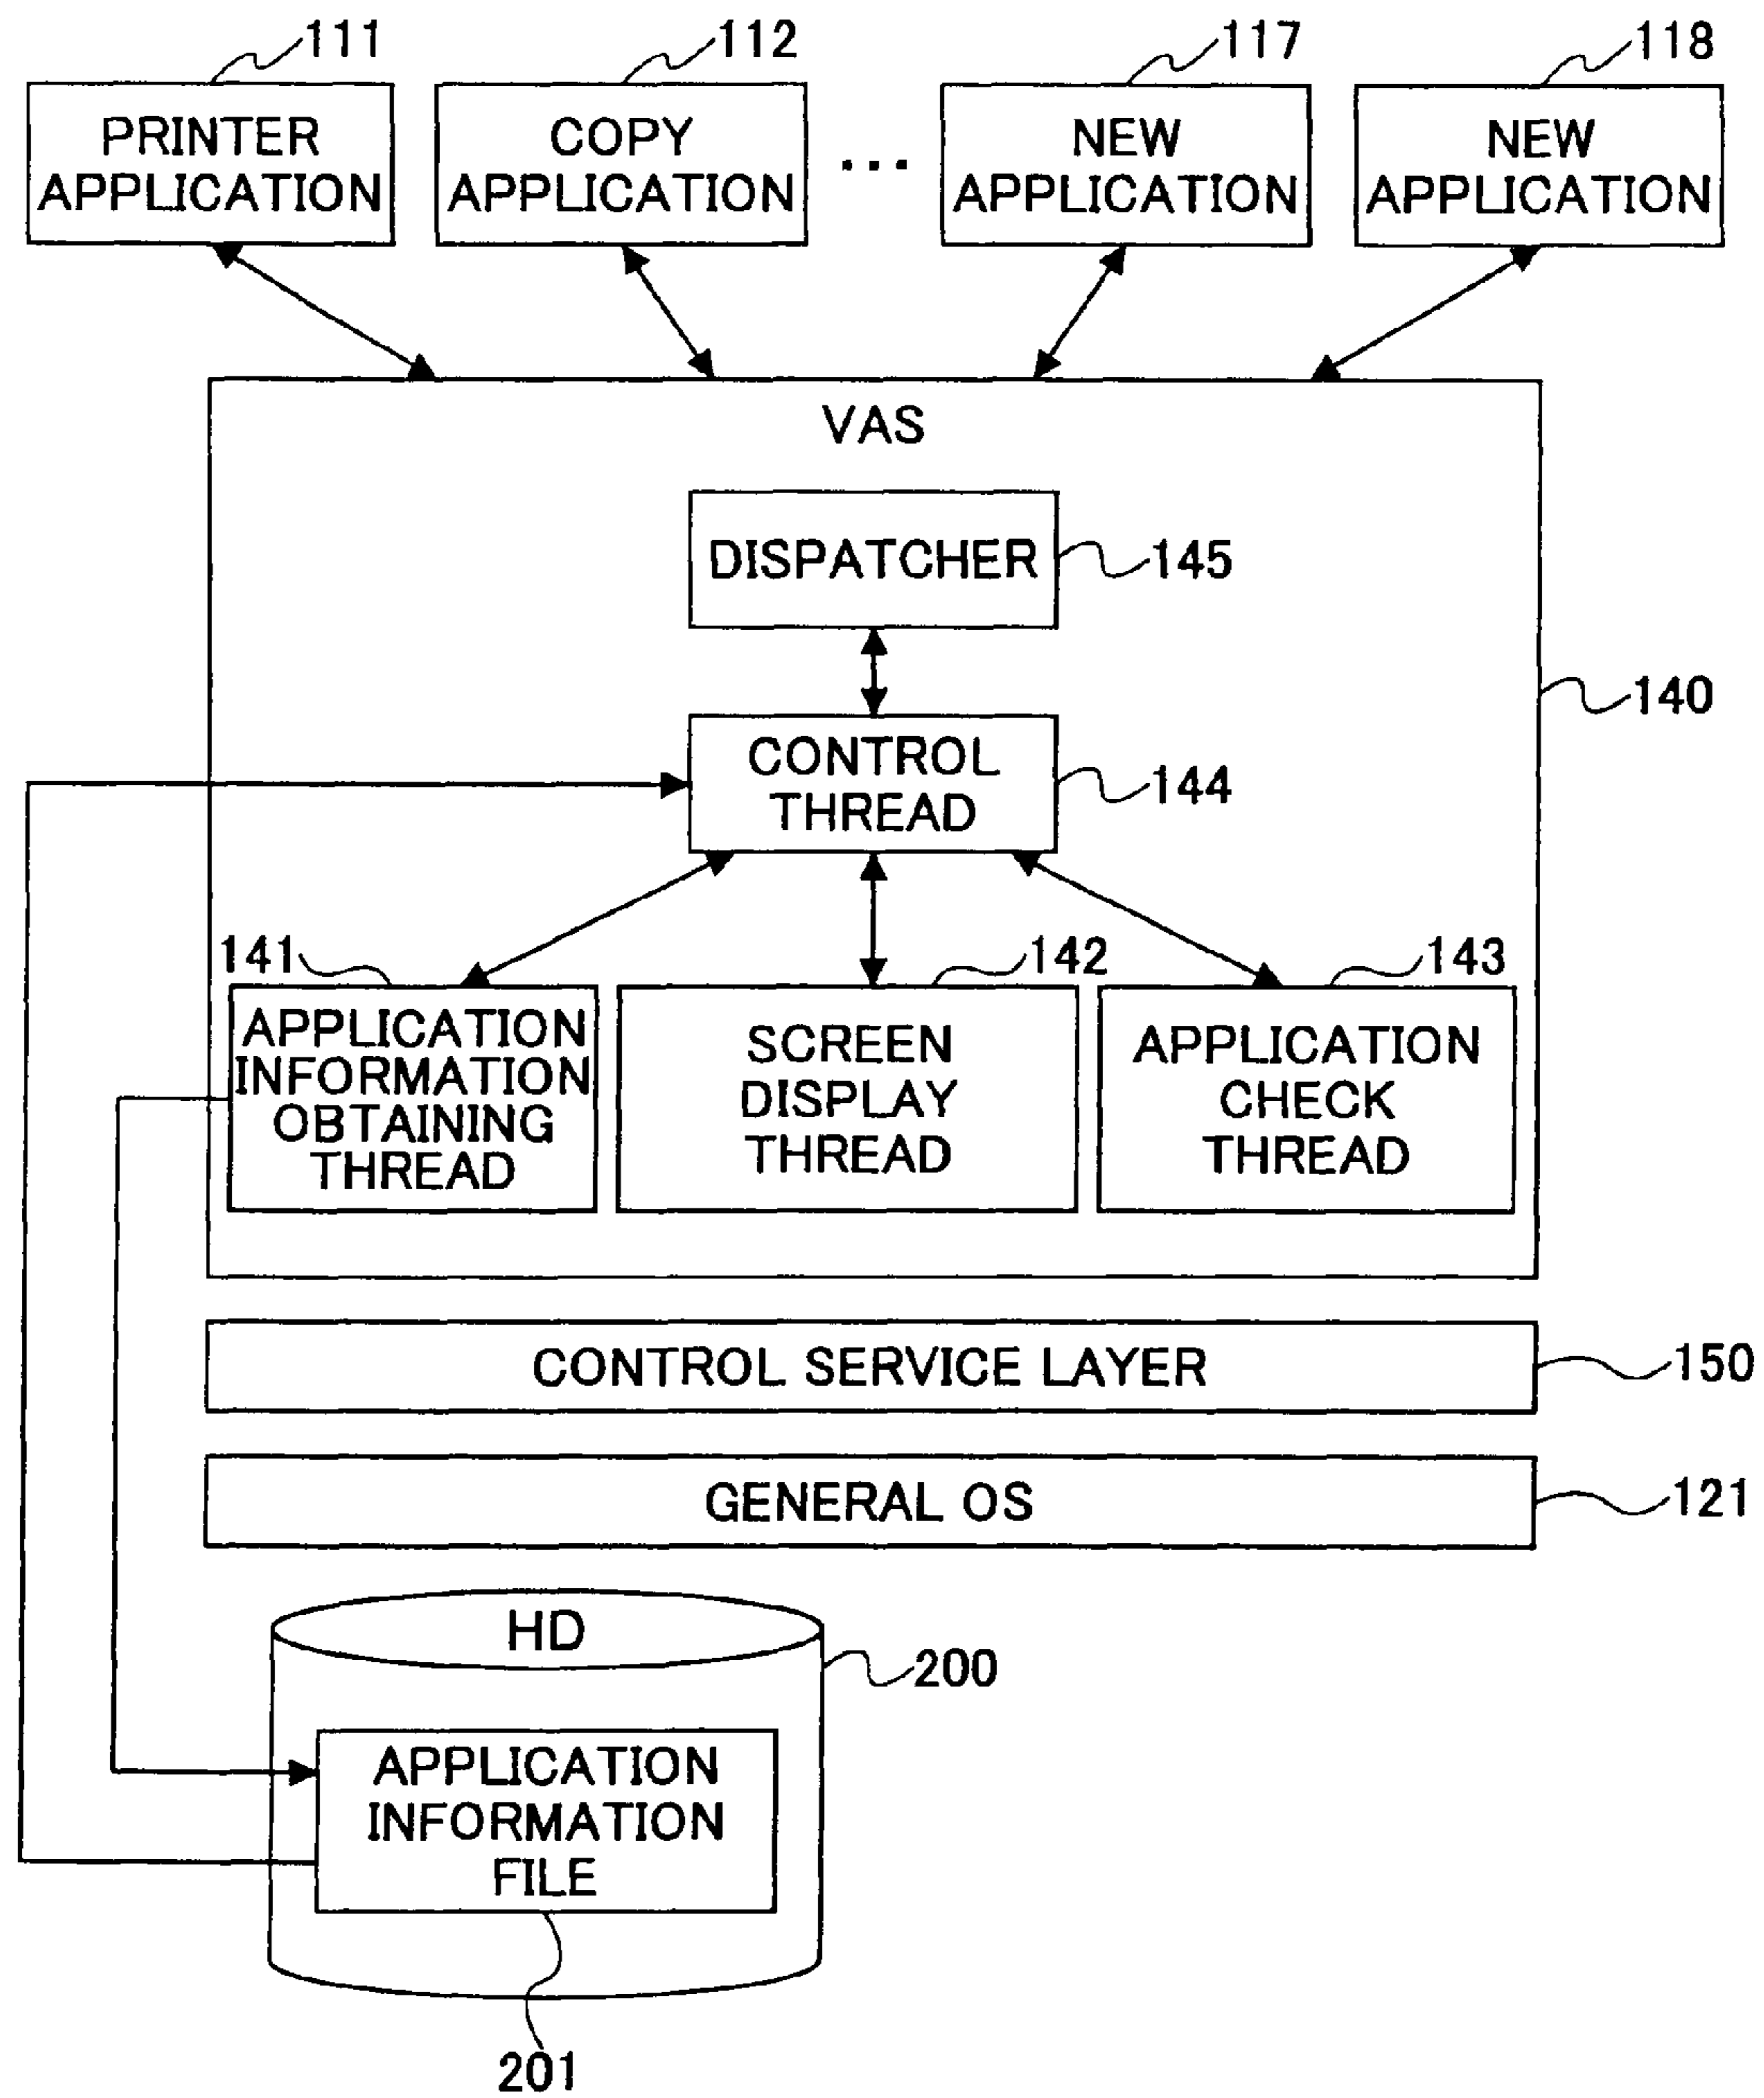 111
112
117
118
PRINTER
APPLICATION
COPY
APPLICATION
...
NEW
APPLICATION
NEW
APPLICATION
VAS
DISPATCHER
145
140
CONTROL
THREAD
144
141
142
143
APPLICATION
INFORMATION
OBTAINING
THREAD
SCREEN
DISPLAY
THREAD
APPLICATION
CHECK
THREAD
CONTROL SERVICE LAYER
150
GENERAL OS
121
HD
200
APPLICATION
INFORMATION
FILE
201